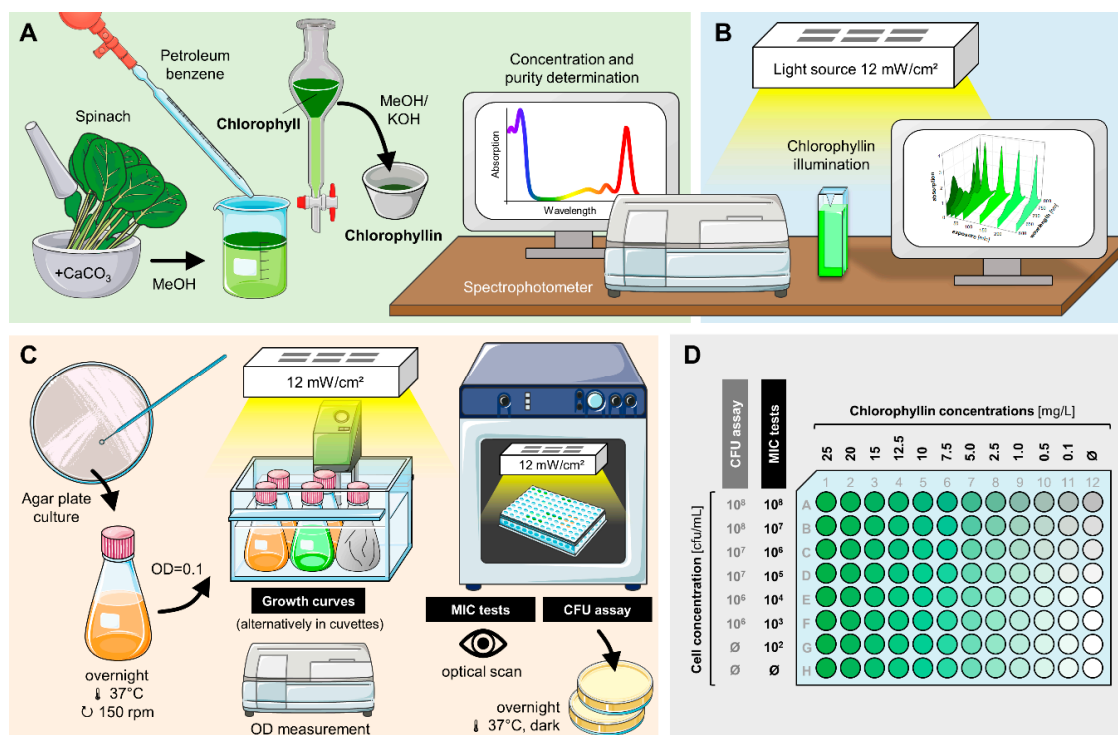 A
Petroleum
benzene
Spinach
+CaCO₃
MeOH
Chlorophyll
MeOH/
KOH
Chlorophyllin
Concentration and
purity determination
Absorption
Wavelength
Spectrophotometer
B
Light source 12 mW/cm²
Chlorophyllin
illumination
absorption
C
12 mW/cm²
Agar plate
culture
OD=0.1
overnight
37°C
150 rpm
Growth curves
(alternatively in cuvettes)
OD measurement
12 mW/cm²
MIC tests
optical scan
CFU assay
overnight
37°C, dark
D
CFU assay
MIC tests
Chlorophyllin concentrations [mg/L]
25 20 15 12.5 10 7.5 5.0 2.5 1.0 0.5 0.1 Ø
1 2 3 4 5 6 7 8 9 10 11 12
Cell concentration [cfu/mL]
10⁸ 10⁸ A
10⁸ 10⁷ B
10⁷ 10⁶ C
10⁷ 10⁵ D
10⁶ 10⁴ E
10⁶ 10³ F
Ø 10² G
Ø Ø H